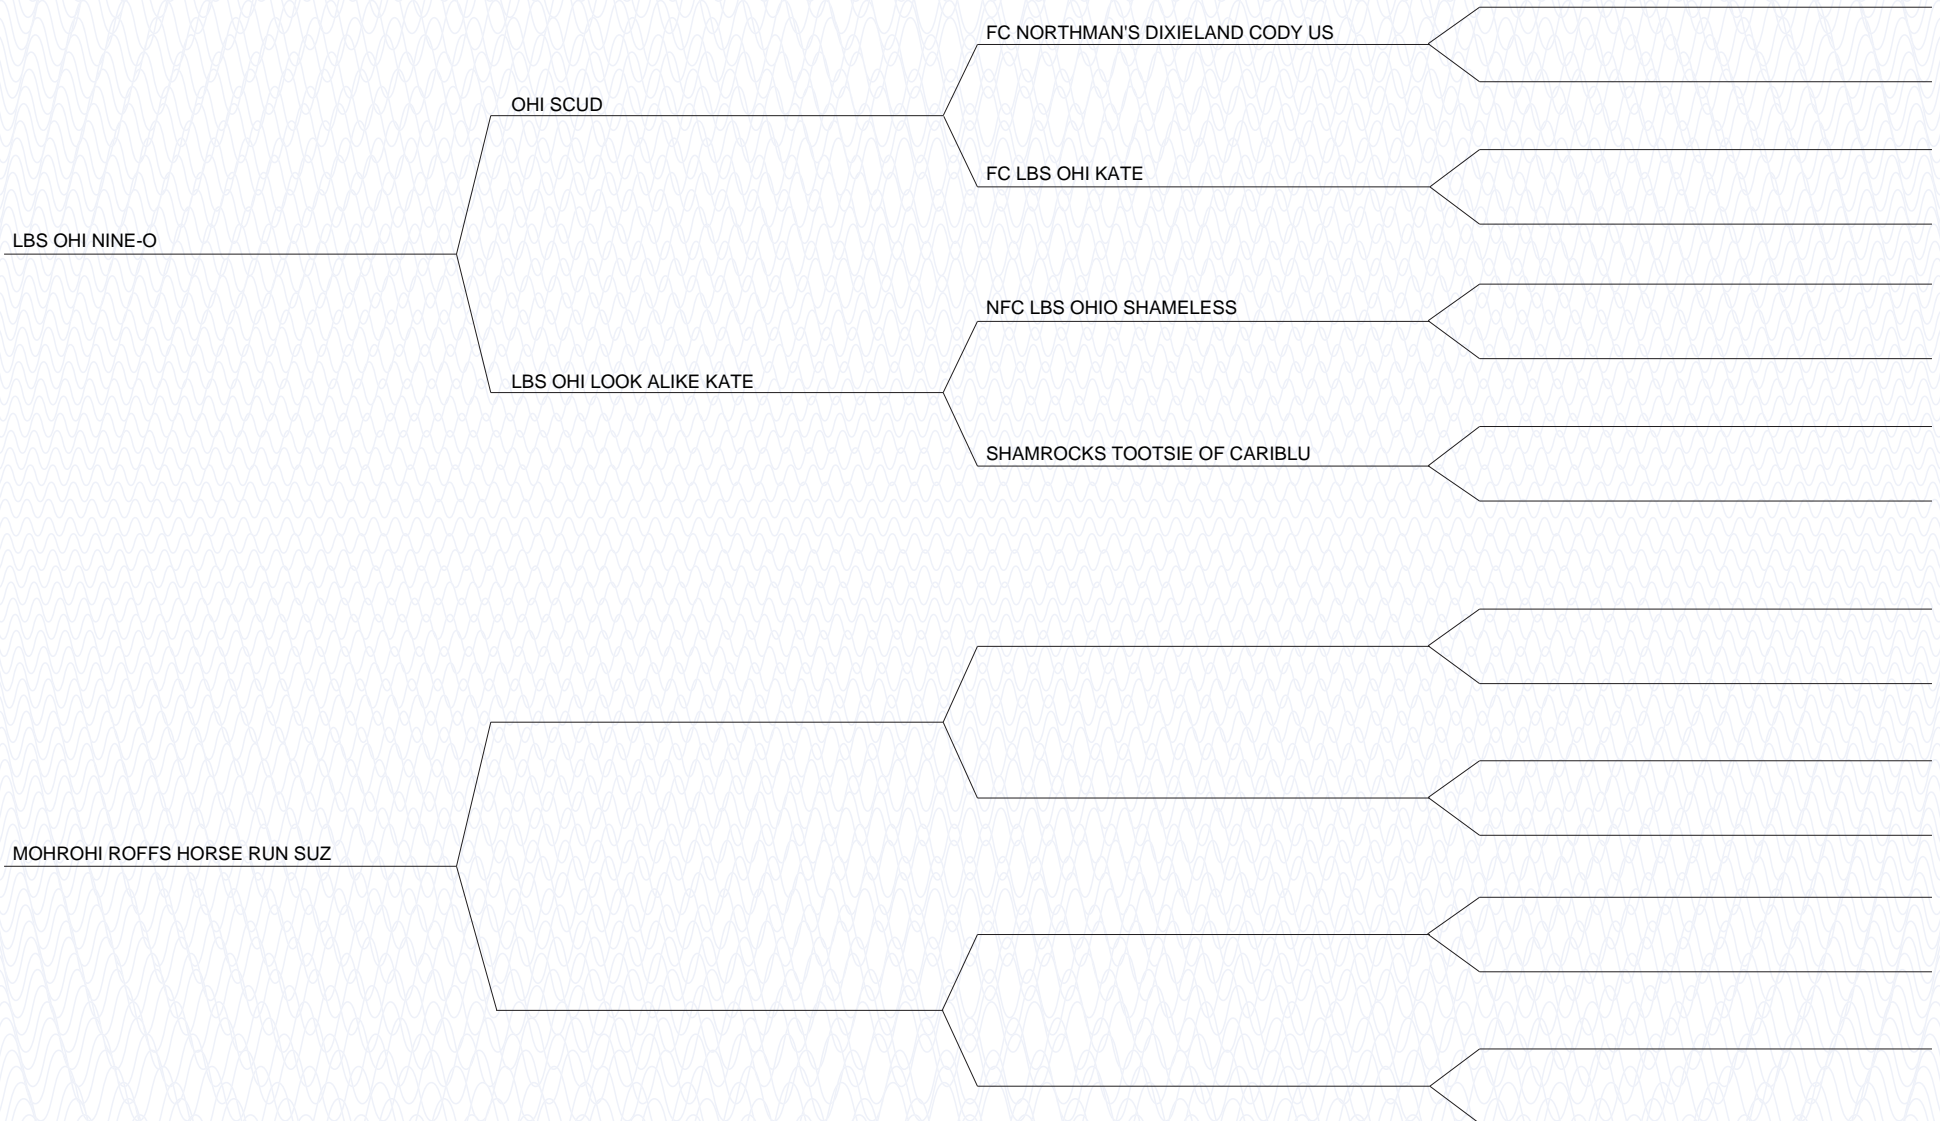 FC NORTHMAN'S DIXIELAND CODY US
OHI SCUD
FC LBS OHI KATE
LBS OHI NINE-O
NFC LBS OHIO SHAMELESS
LBS OHI LOOK ALIKE KATE
SHAMROCKS TOOTSIE OF CARIBLU
MOHROHI ROFFS HORSE RUN SUZ